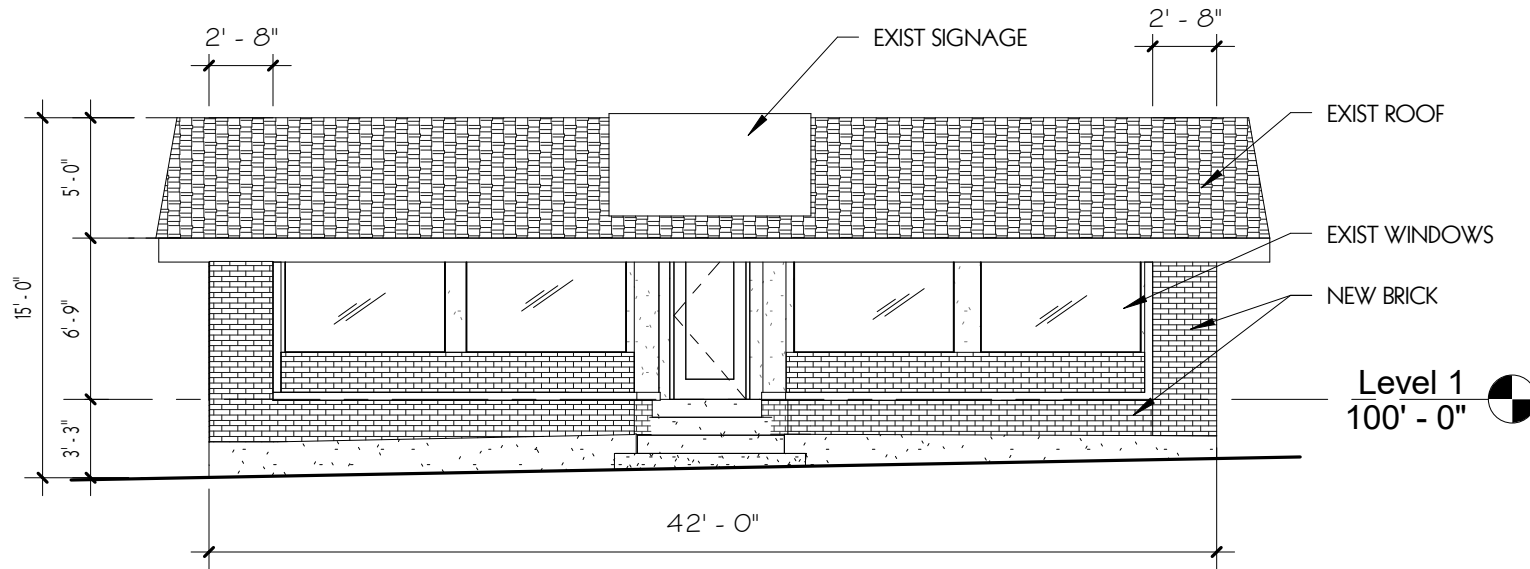 2' - 8"
2' - 8"
EXIST SIGNAGE
EXIST ROOF
5' - 0"
EXIST WINDOWS
15' - 0"
6' - 9"
NEW BRICK
Level 1
100' - 0"
3' - 3"
42' - 0"